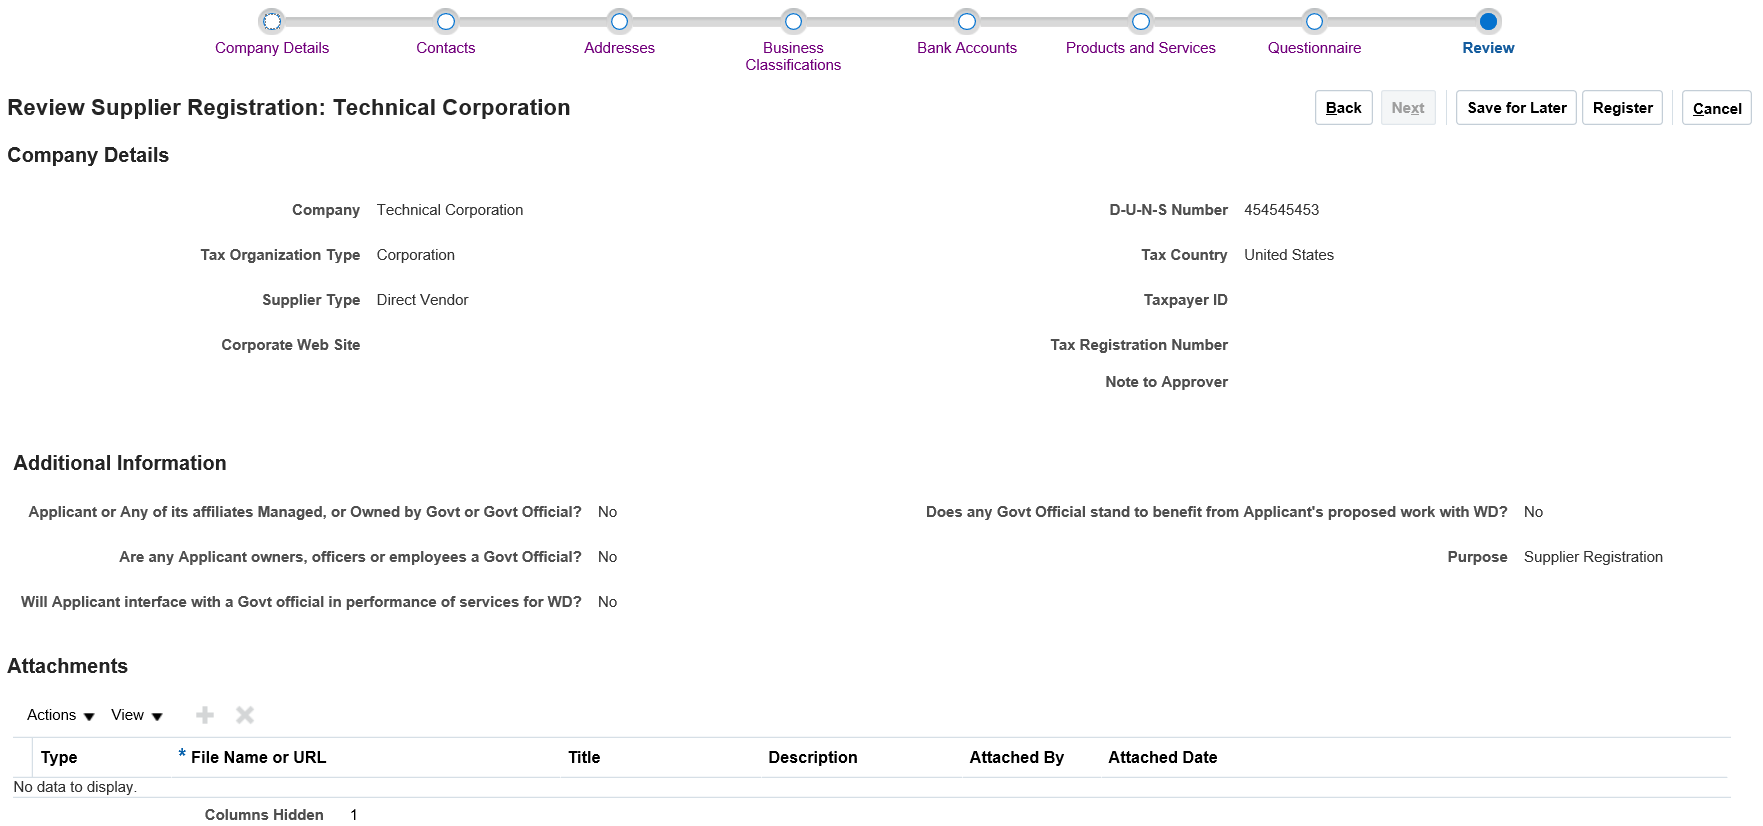 Company Details
Contacts
Addresses
Business
Classifications
Bank Accounts
Products and Services
Questionnaire
Review
Review Supplier Registration: Technical Corporation
Back
Next
Save for Later
Register
Cancel
Company Details
Company Technical Corporation
D-U-N-S Number 454545453
Tax Organization Type Corporation
Tax Country United States
Supplier Type Direct Vendor
Taxpayer ID
Corporate Web Site
Tax Registration Number
Note to Approver
Additional Information
Applicant or Any of its affiliates Managed, or Owned by Govt or Govt Official? No
Does any Govt Official stand to benefit from Applicant's proposed work with WD? No
Are any Applicant owners, officers or employees a Govt Official? No
Purpose Supplier Registration
Will Applicant interface with a Govt official in performance of services for WD? No
Attachments
Actions View
Type * File Name or URL Title Description Attached By Attached Date
No data to display.
Columns Hidden 1